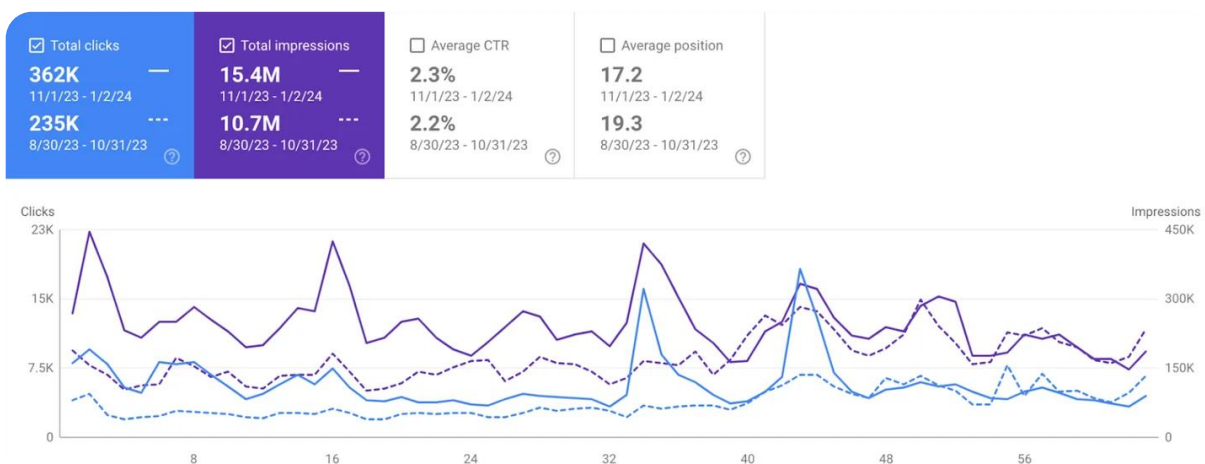 Total clicks
362K
11/1/23 - 1/2/24
235K
8/30/23 - 10/31/23
Total impressions
15.4M
11/1/23 - 1/2/24
10.7M
8/30/23 - 10/31/23
Average CTR
2.3%
11/1/23 - 1/2/24
2.2%
8/30/23 - 10/31/23
Average position
17.2
11/1/23 - 1/2/24
19.3
8/30/23 - 10/31/23
Clicks
Impressions
23K
450K
15K
300K
7.5K
150K
0
0
8
16
24
32
40
48
56